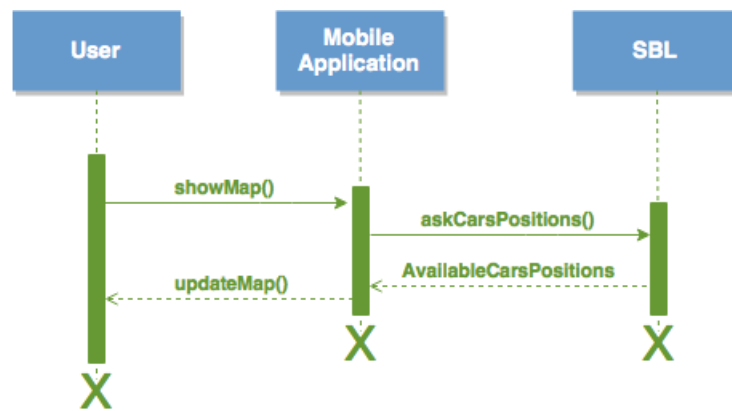 User
Mobile
Application
SBL
showMap()
askCarsPositions()
AvailableCarsPositions
updateMap()
X
X
X